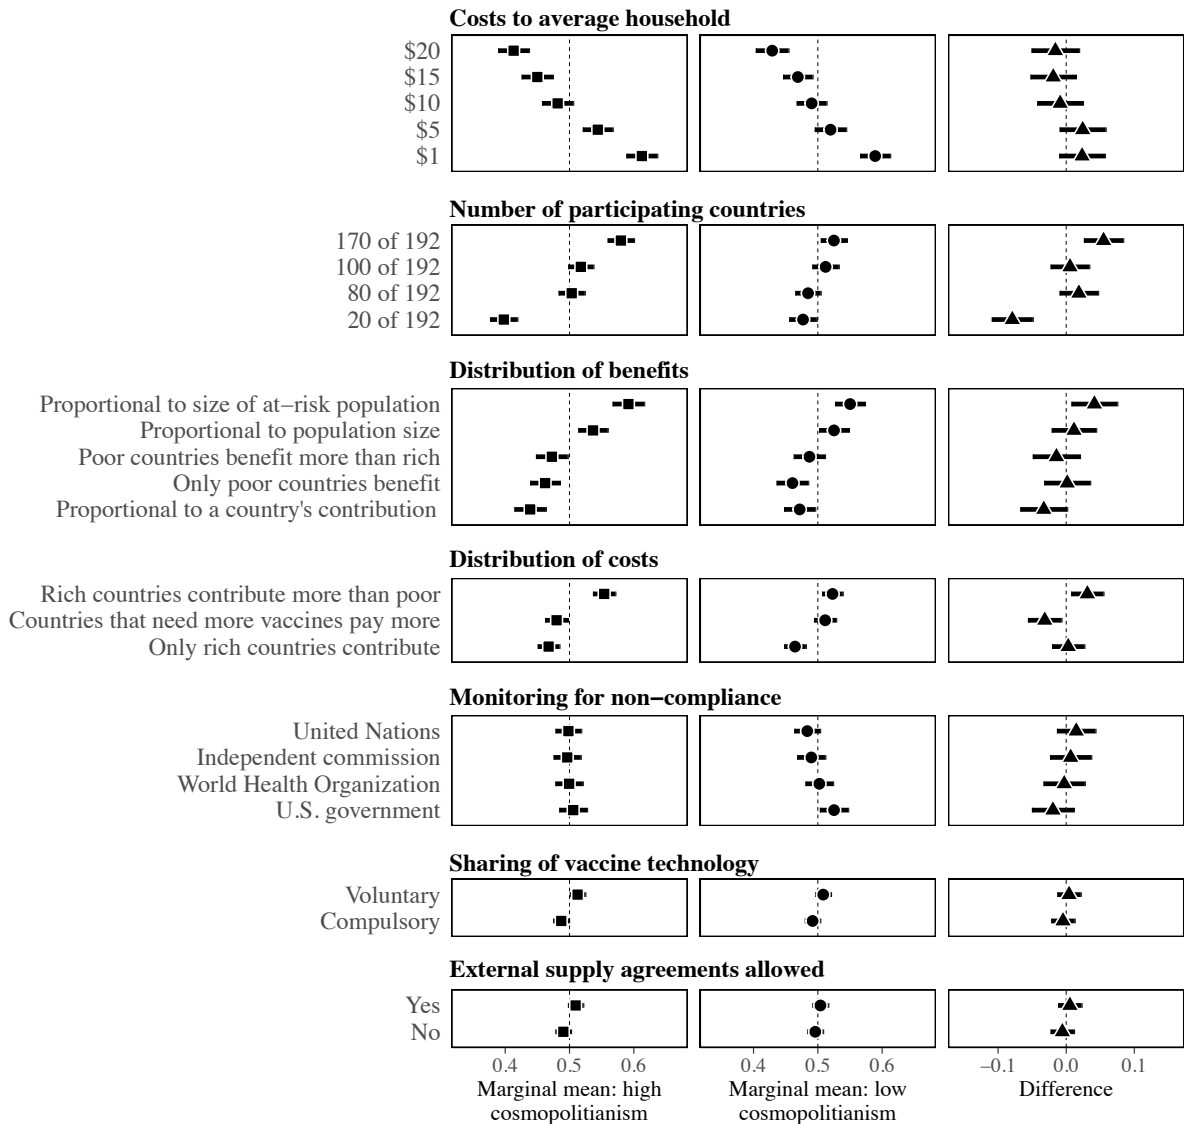 Costs to average household
$20
$15
$10
$5
$1
Number of participating countries
170 of 192
100 of 192
80 of 192
20 of 192
Distribution of benefits
Proportional to size of at−risk population
Proportional to population size
Poor countries benefit more than rich
Only poor countries benefit
Proportional to a country's contribution
Distribution of costs
Rich countries contribute more than poor
Countries that need more vaccines pay more
Only rich countries contribute
Monitoring for non−compliance
United Nations
Independent commission
World Health Organization
U.S. government
Sharing of vaccine technology
Voluntary
Compulsory
External supply agreements allowed
Yes
No
0.4 0.5 0.6 0.4 0.5 0.6 −0.1 0.0 0.1
Marginal mean: high
cosmopolitianism
Marginal mean: low
cosmopolitianism
Difference